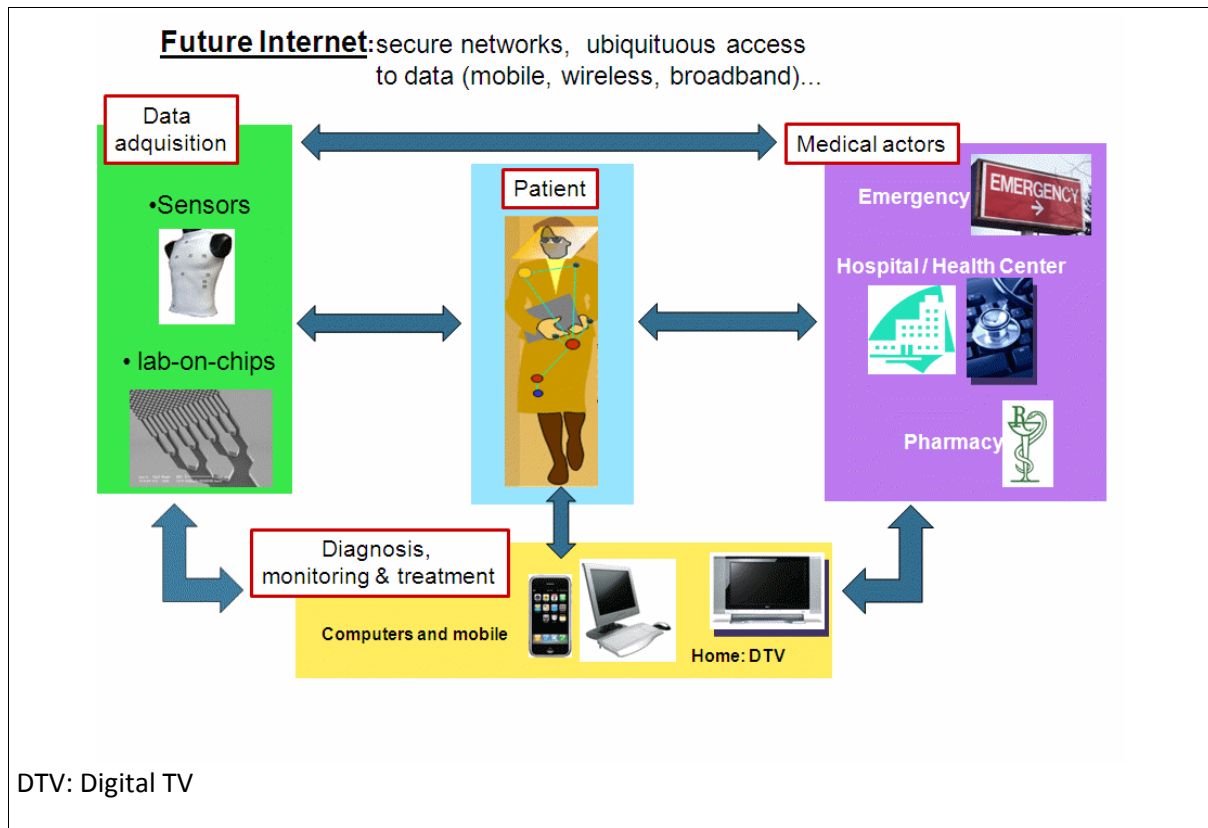 Future Internet: secure networks, ubiquituous access
to data (mobile, wireless, broadband)...
Data
adquisition
•Sensors
• lab-on-chips
Patient
Medical actors
Emergency
EMERGENCY
→
Hospital / Health Center
Pharmacy
Diagnosis,
monitoring & treatment
Computers and mobile
Home: DTV
DTV: Digital TV